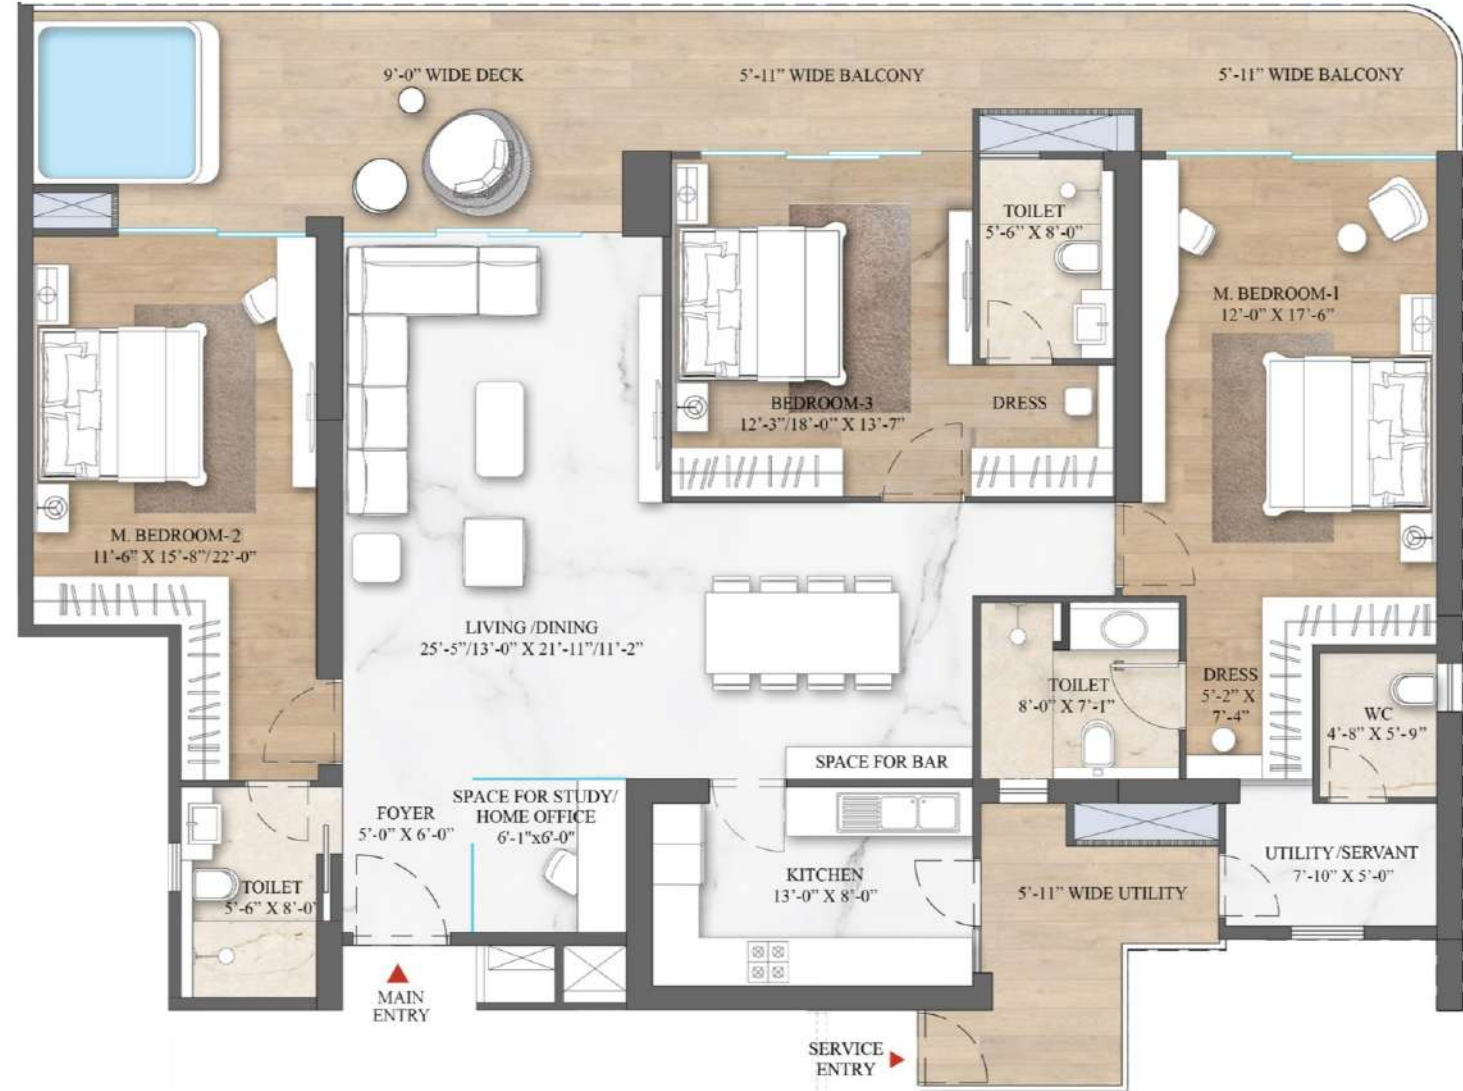 9'-0" WIDE DECK
5'-11" WIDE BALCONY
5'-11" WIDE BALCONY
TOILET
5'-6" X 8'-0"
M. BEDROOM-1
12'-0" X 17'-6"
BEDROOM-3
12'-3"/18'-0" X 13'-7"
DRESS
M. BEDROOM-2
11'-6" X 15'-8"/22'-0"
LIVING /DINING
25'-5"/13'-0" X 21'-11"/11'-2"
TOILET
8'-0" X 7'-1"
DRESS
5'-2" X
7'-4"
WC
4'-8" X 5'-9"
SPACE FOR BAR
FOYER
5'-0" X 6'-0"
SPACE FOR STUDY/
HOME OFFICE
6'-1"x6'-0"
KITCHEN
13'-0" X 8'-0"
5'-11" WIDE UTILITY
UTILITY/SERVANT
7'-10" X 5'-0"
TOILET
5'-6" X 8'-0'
MAIN
ENTRY
SERVICE
ENTRY